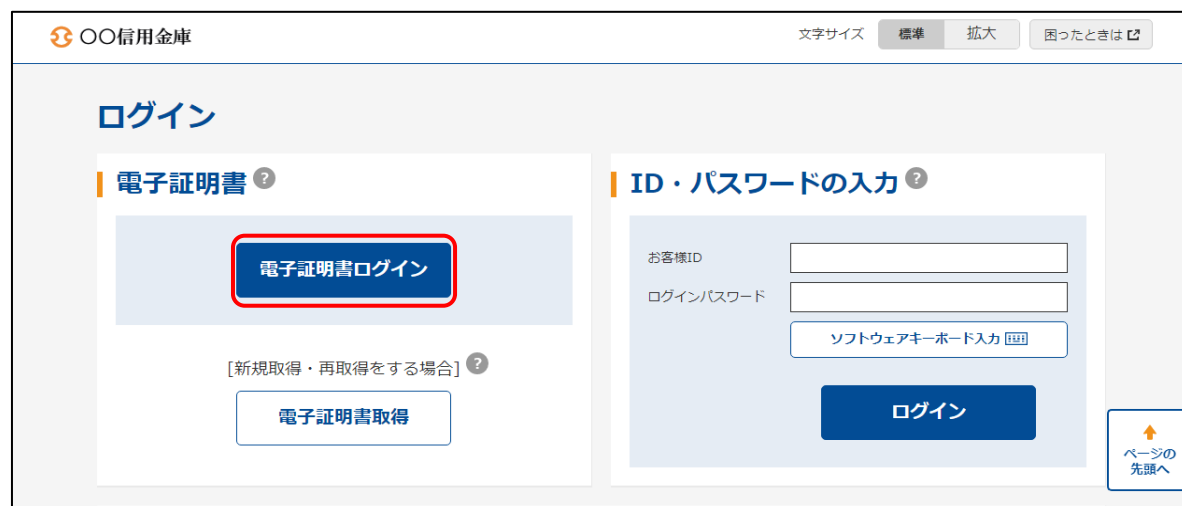 〇〇信用金庫
文字サイズ 標準 拡大 困ったときは
ログイン
電子証明書 ?
電子証明書ログイン
[新規取得・再取得をする場合] ?
電子証明書取得
ID・パスワードの入力 ?
お客様ID
ログインパスワード
ソフトウェアキーボード入力
ログイン
ページの
先頭へ